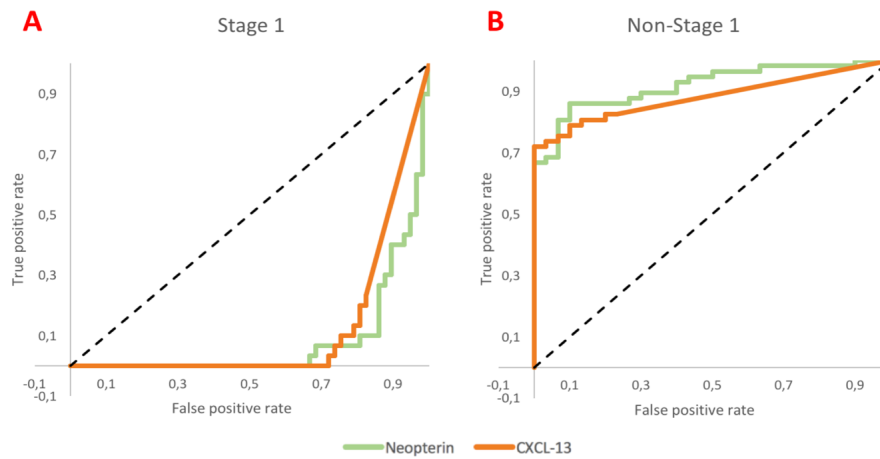 A
Stage 1
True positive rate
0,9
0,7
0,5
0,3
0,1
-0,1
-0,1 0,1 0,3 0,5 0,7 0,9
False positive rate
B
Non-Stage 1
True positive rate
0,9
0,7
0,5
0,3
0,1
-0,1
-0,1 0,1 0,3 0,5 0,7 0,9
False positive rate
Neopterin CXCL-13